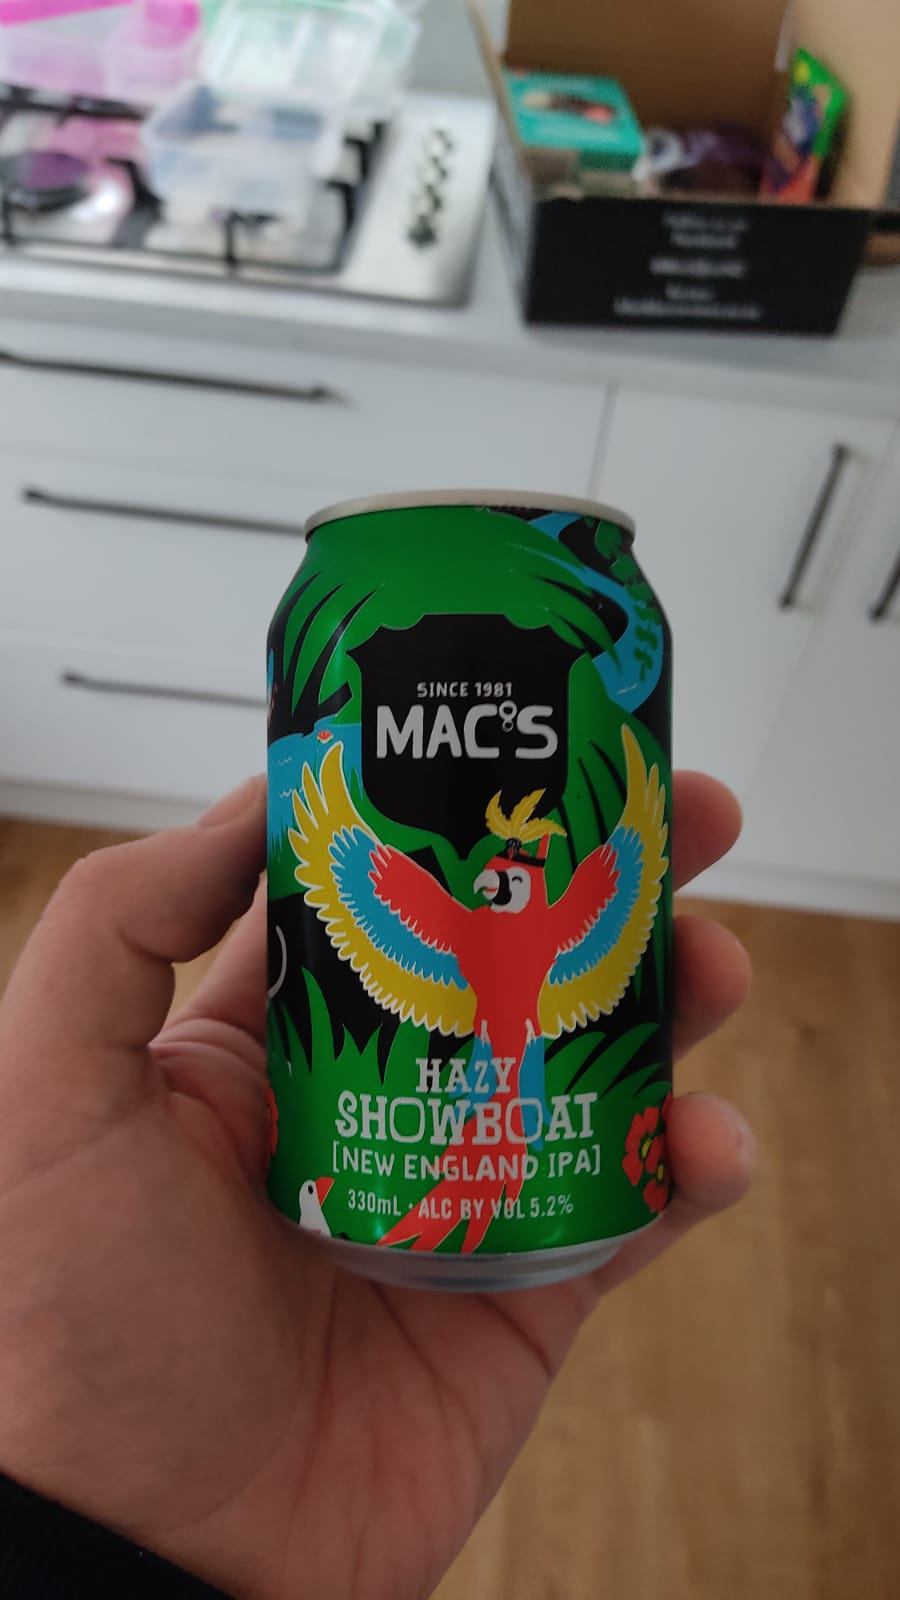 SINCE 1981
MAC'S
HAZY
SHOWBOAT
[NEW ENGLAND IPA]
330mL · ALC BY VOL 5.2%